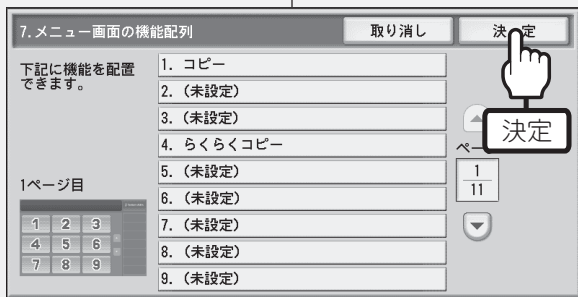 7.メニュー画面の機能配列
取り消し
決定
下記に機能を配置
できます。
1. コピー
2. (未設定)
3. (未設定)
4. らくらくコピー
5. (未設定)
6. (未設定)
7. (未設定)
8. (未設定)
9. (未設定)
決定
ペー
1
11
1ページ目
1 2 3
4 5 6
7 8 9